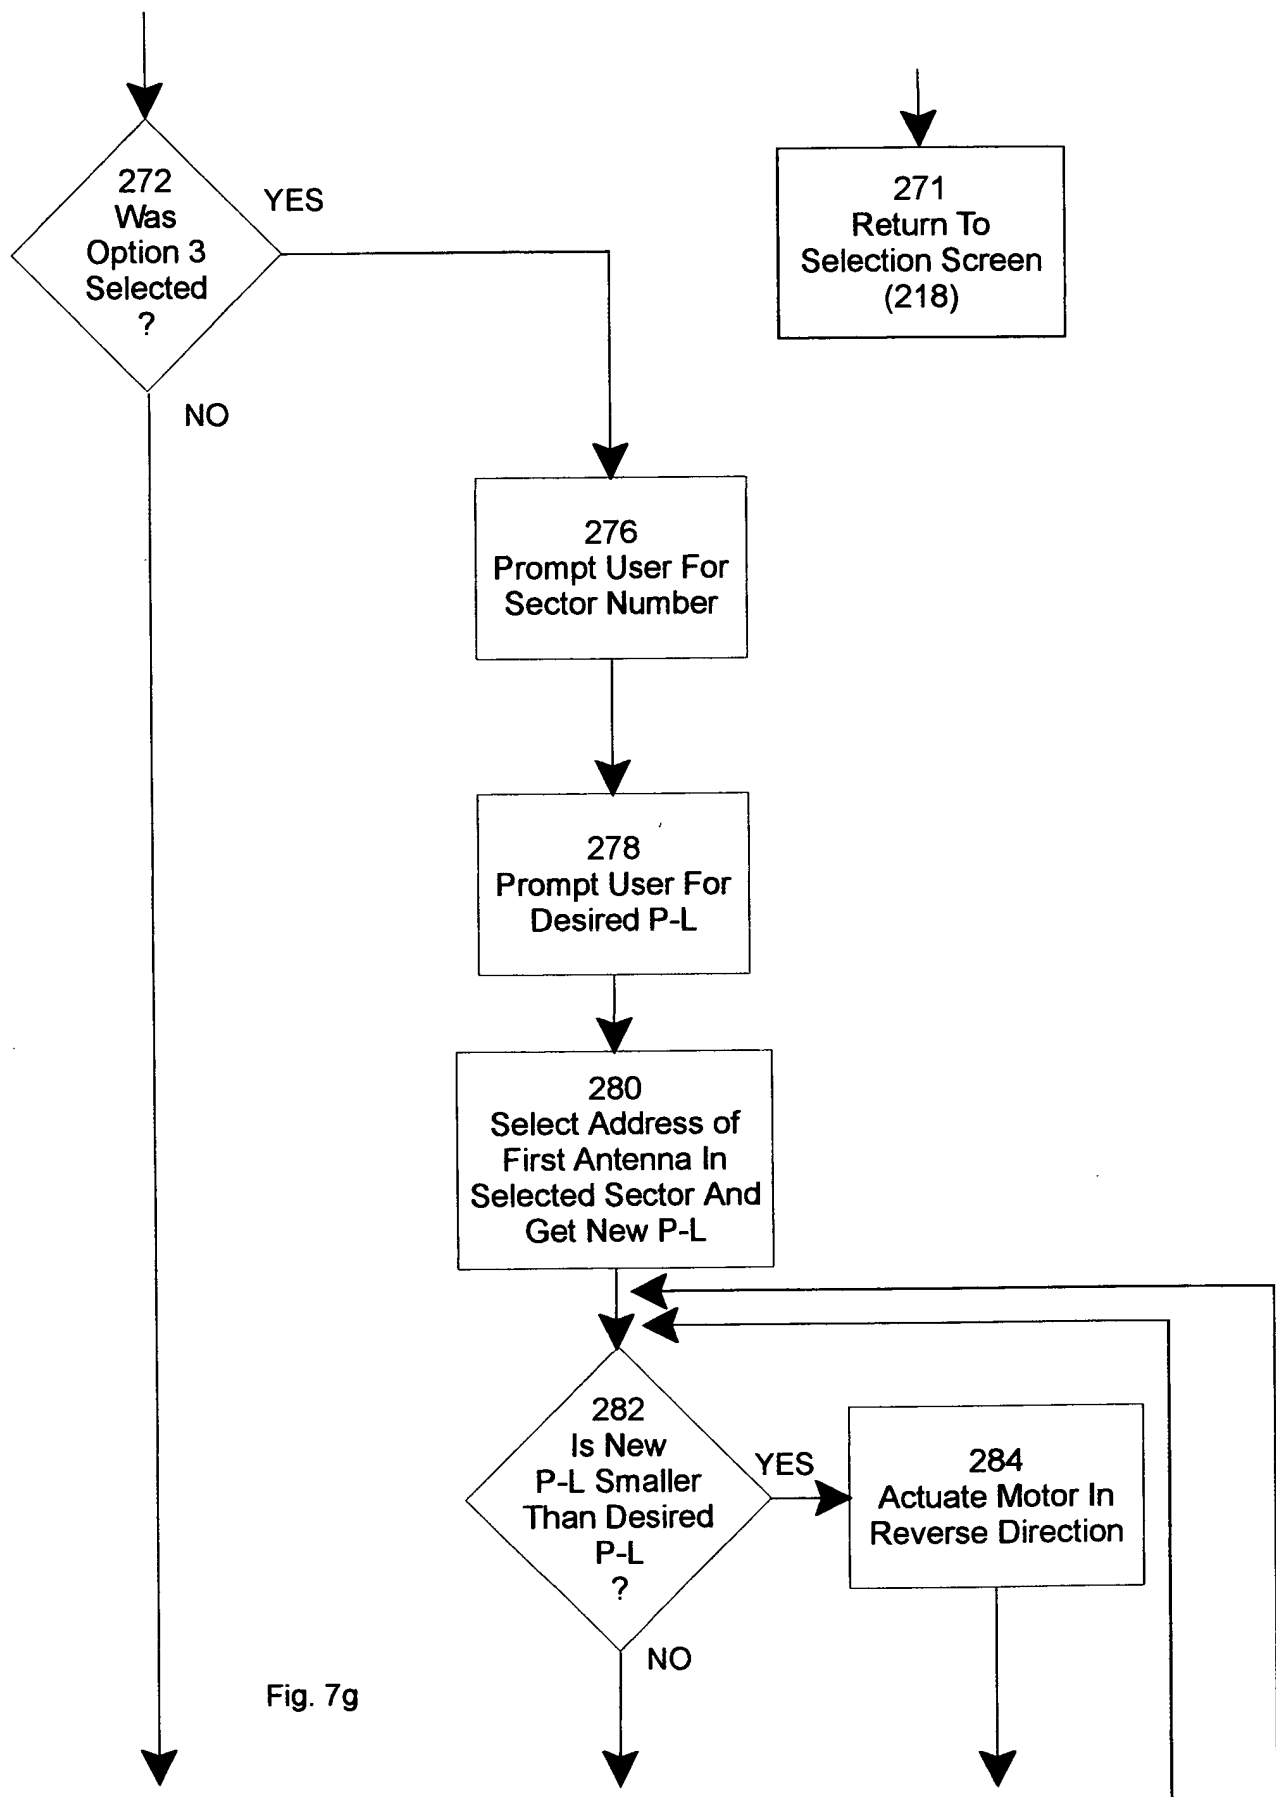 272
Was
Option 3
Selected
?
YES
NO
271
Return To
Selection Screen
(218)
276
Prompt User For
Sector Number
278
Prompt User For
Desired P-L
280
Select Address of
First Antenna In
Selected Sector And
Get New P-L
282
Is New
P-L Smaller
Than Desired
P-L
?
YES
NO
284
Actuate Motor In
Reverse Direction
Fig. 7g